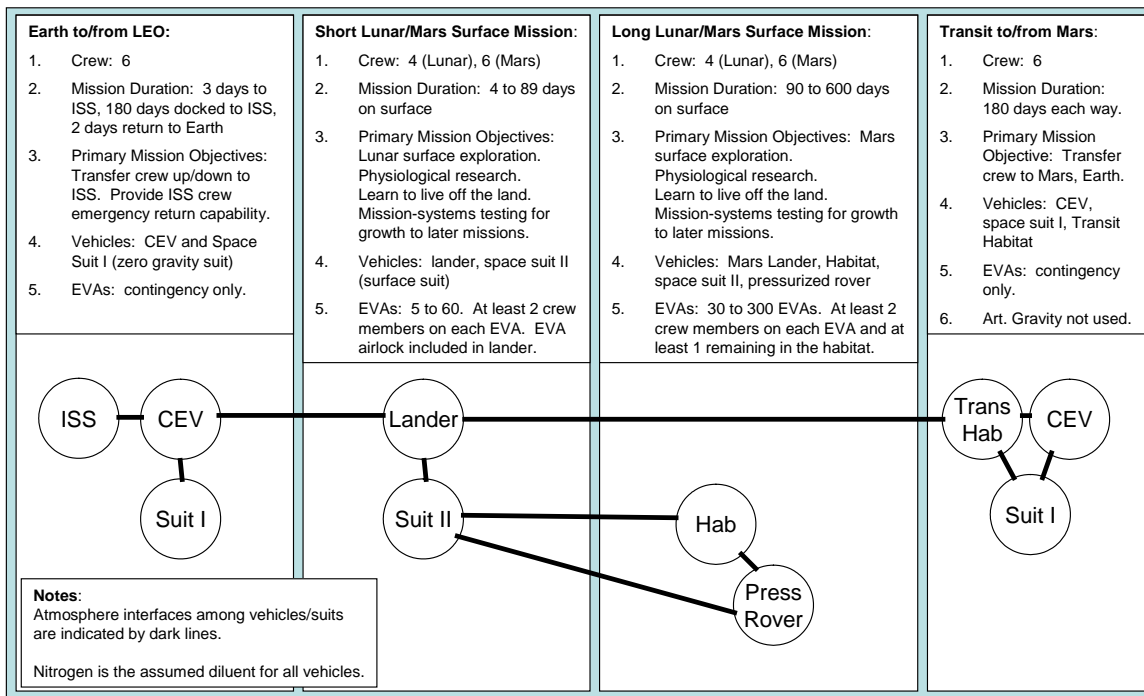 Earth to/from LEO:
1. Crew: 6
2. Mission Duration: 3 days to
ISS, 180 days docked to ISS,
2 days return to Earth
3. Primary Mission Objectives:
Transfer crew up/down to
ISS. Provide ISS crew
emergency return capability.
4. Vehicles: CEV and Space
Suit I (zero gravity suit)
5. EVAs: contingency only.
Short Lunar/Mars Surface Mission:
1. Crew: 4 (Lunar), 6 (Mars)
2. Mission Duration: 4 to 89 days
on surface
3. Primary Mission Objectives:
Lunar surface exploration.
Physiological research.
Learn to live off the land.
Mission-systems testing for
growth to later missions.
4. Vehicles: lander, space suit II
(surface suit)
5. EVAs: 5 to 60. At least 2 crew
members on each EVA. EVA
airlock included in lander.
Long Lunar/Mars Surface Mission:
1. Crew: 4 (Lunar), 6 (Mars)
2. Mission Duration: 90 to 600 days
on surface
3. Primary Mission Objectives: Mars
surface exploration.
Physiological research.
Learn to live off the land.
Mission-systems testing for growth
to later missions.
4. Vehicles: Mars Lander, Habitat,
space suit II, pressurized rover
5. EVAs: 30 to 300 EVAs. At least 2
crew members on each EVA and at
least 1 remaining in the habitat.
Transit to/from Mars:
1. Crew: 6
2. Mission Duration:
180 days each way.
3. Primary Mission
Objective: Transfer
crew to Mars, Earth.
4. Vehicles: CEV,
space suit I, Transit
Habitat
5. EVAs: contingency
only.
6. Art. Gravity not used.
ISS
CEV
Suit I
Lander
Suit II
Hab
Press
Rover
Trans
Hab
CEV
Suit I
Notes:
Atmosphere interfaces among vehicles/suits
are indicated by dark lines.
Nitrogen is the assumed diluent for all vehicles.